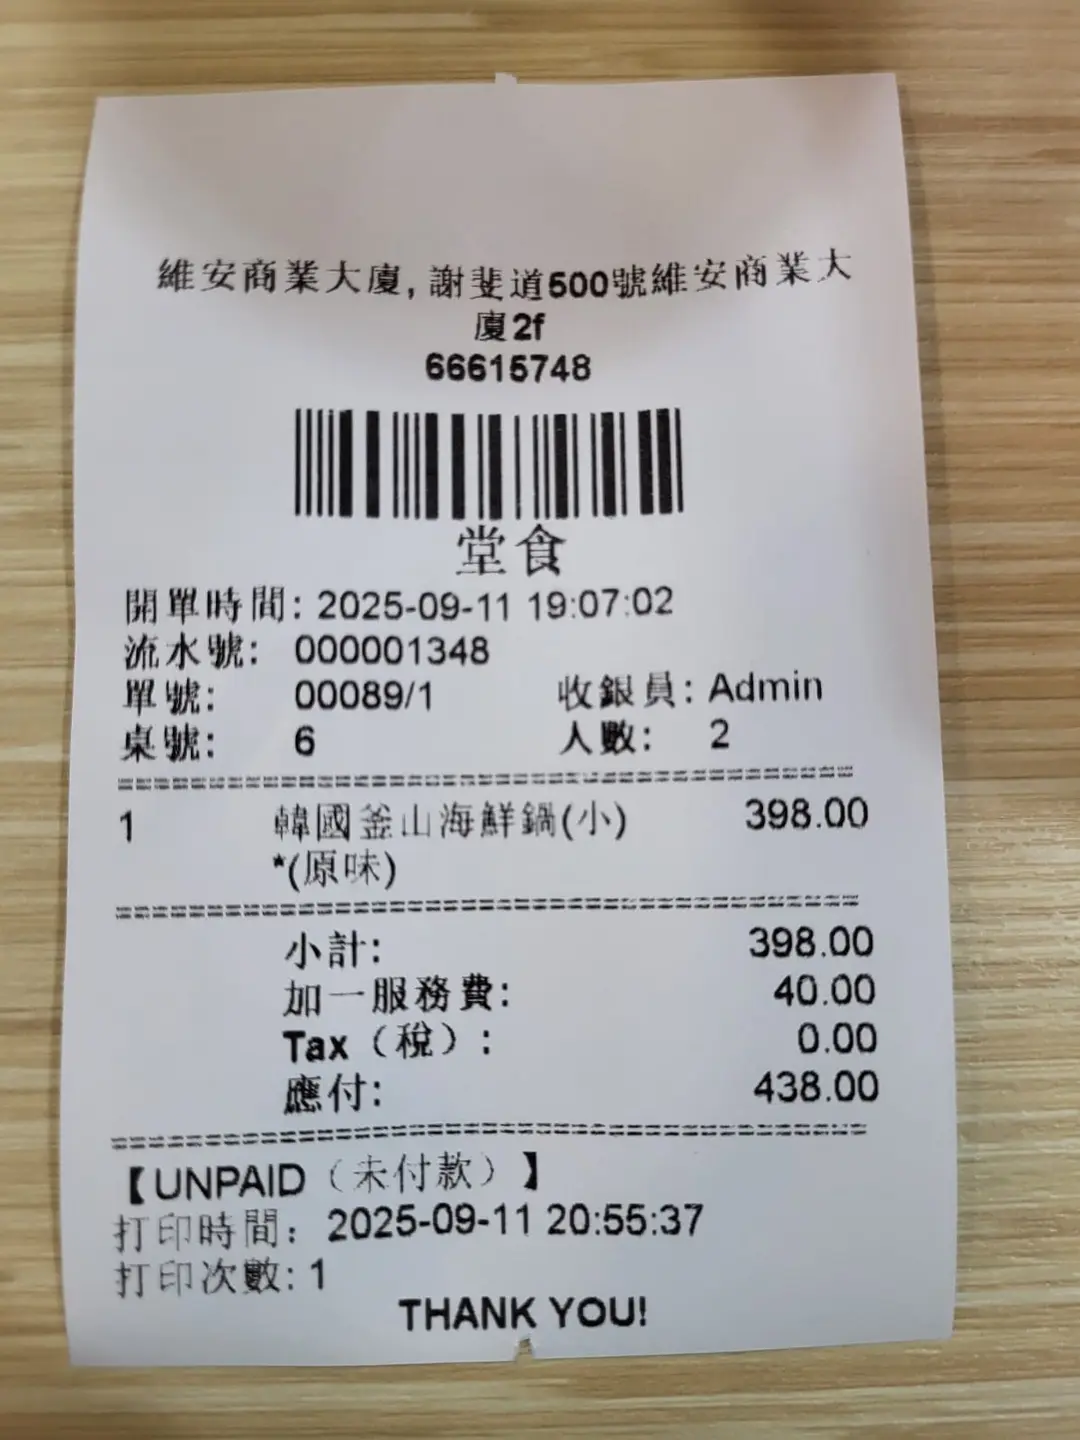 維安商業大廈, 謝斐道500號維安商業大
廈2f
66615748
堂食
開單時間: 2025-09-11 19:07:02
流水號: 000001348
單號: 00089/1 收銀員: Admin
桌號: 6 人數: 2
1 韓國釜山海鮮鍋(小) 398.00
*(原味)
小計: 398.00
加一服務費: 40.00
Tax（稅）: 0.00
應付: 438.00
【UNPAID（未付款）】
打印時間: 2025-09-11 20:55:37
打印次數: 1
THANK YOU!